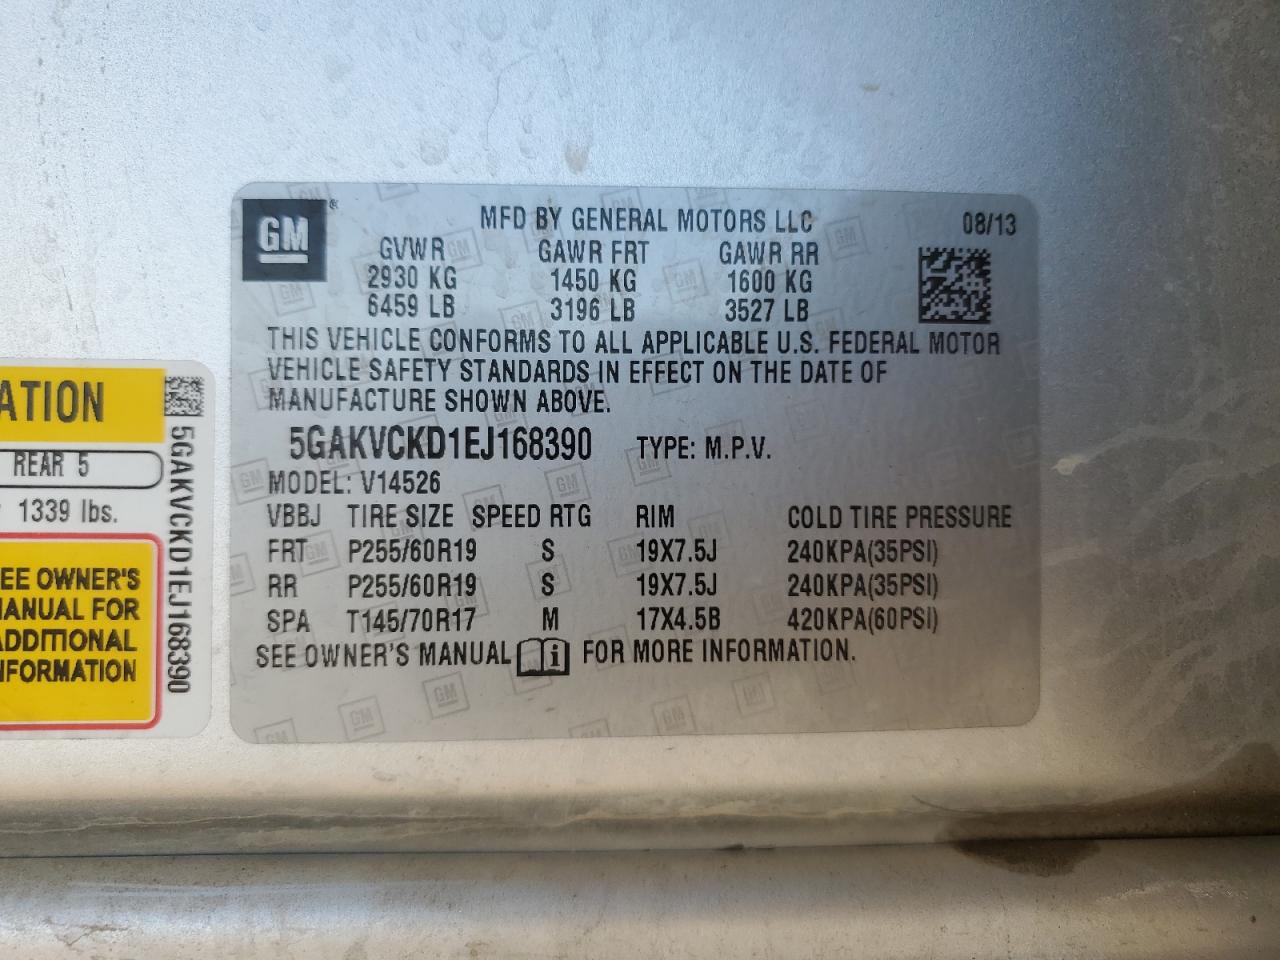 GM ®
MFD BY GENERAL MOTORS LLC 08/13
GVWR GAWR FRT GAWR RR
2930 KG 1450 KG 1600 KG
6459 LB 3196 LB 3527 LB
THIS VEHICLE CONFORMS TO ALL APPLICABLE U.S. FEDERAL MOTOR
VEHICLE SAFETY STANDARDS IN EFFECT ON THE DATE OF
MANUFACTURE SHOWN ABOVE.
5GAKVCKD1EJ168390 TYPE: M.P.V.
MODEL: V14526
VBBJ TIRE SIZE SPEED RTG RIM COLD TIRE PRESSURE
FRT P255/60R19 S 19X7.5J 240KPA(35PSI)
RR P255/60R19 S 19X7.5J 240KPA(35PSI)
SPA T145/70R17 M 17X4.5B 420KPA(60PSI)
SEE OWNER'S MANUAL i FOR MORE INFORMATION.
ATION
REAR 5
1339 lbs.
EE OWNER'S
ANUAL FOR
ADDITIONAL
NFORMATION
5GAKVCKD1EJ168390